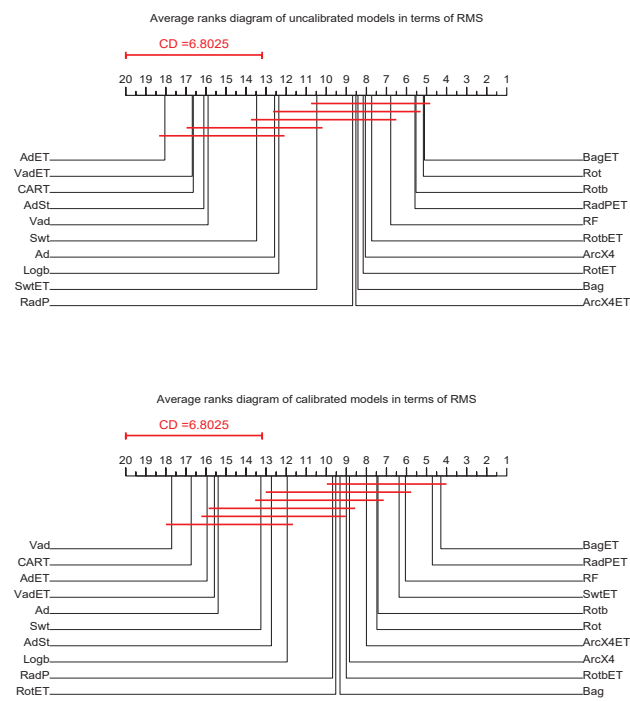 Average ranks diagram of uncalibrated models in terms of RMS
CD =6.8025
20 19 18 17 16 15 14 13 12 11 10 9 8 7 6 5 4 3 2 1
AdET BagET
VadET Rot
CART Rotb
AdSt RadPET
Vad RF
Swt RotbET
Ad ArcX4
Logb RotET
SwtET Bag
RadP ArcX4ET
Average ranks diagram of calibrated models in terms of RMS
CD =6.8025
20 19 18 17 16 15 14 13 12 11 10 9 8 7 6 5 4 3 2 1
Vad BagET
CART RadPET
AdET RF
VadET SwtET
Ad Rotb
Swt Rot
AdSt ArcX4ET
Logb ArcX4
RadP RotbET
RotET Bag